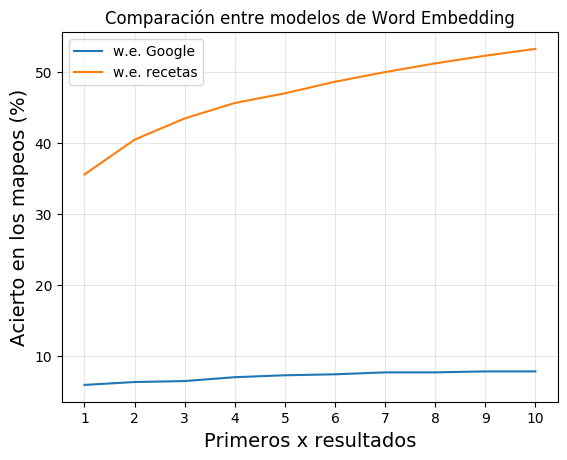 Comparación entre modelos de Word Embedding
w.e. Google
w.e. recetas
Acierto en los mapeos (%)
50
40
30
20
10
1 2 3 4 5 6 7 8 9 10
Primeros x resultados